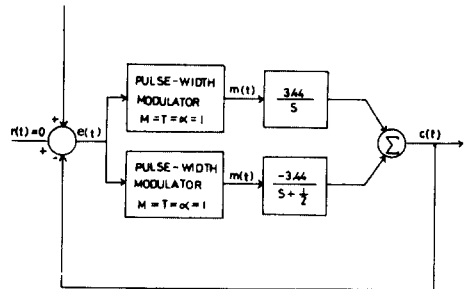 +
r(t)=0
+
-
e(t)
PULSE-WIDTH
MODULATOR
M=T=α=1
m(t)
3.44
S
PULSE-WIDTH
MODULATOR
M=T=α=1
m(t)
-3.44
S+½
Σ
c(t)